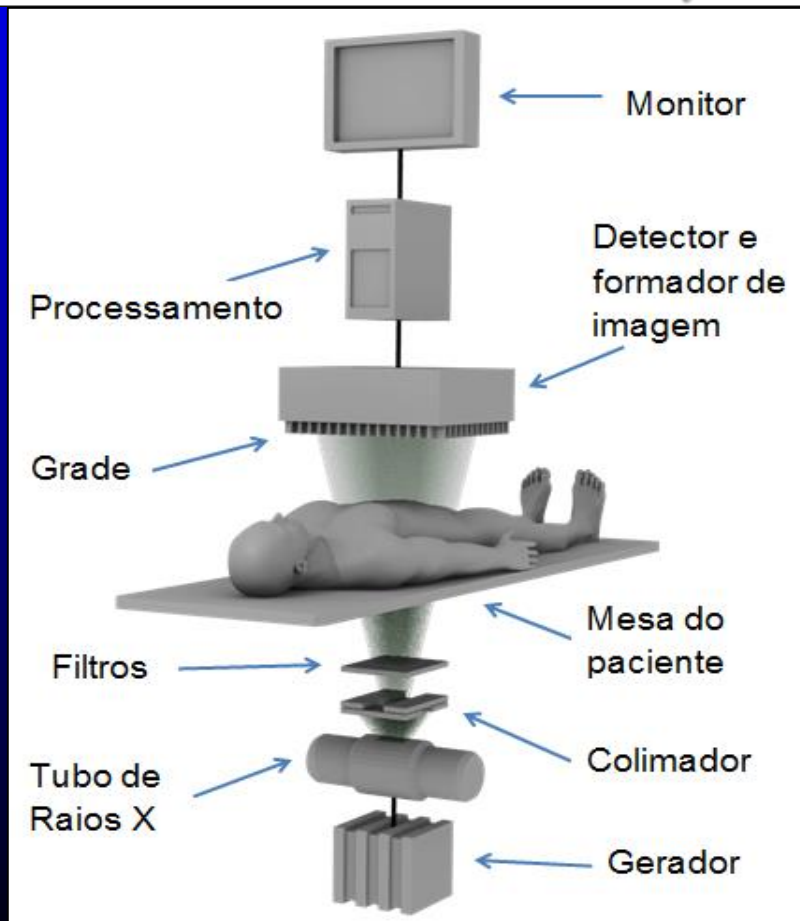 Monitor
Detector e
formador de
imagem
Processamento
Grade
Mesa do
paciente
Filtros
Colimador
Tubo de
Raios X
Gerador